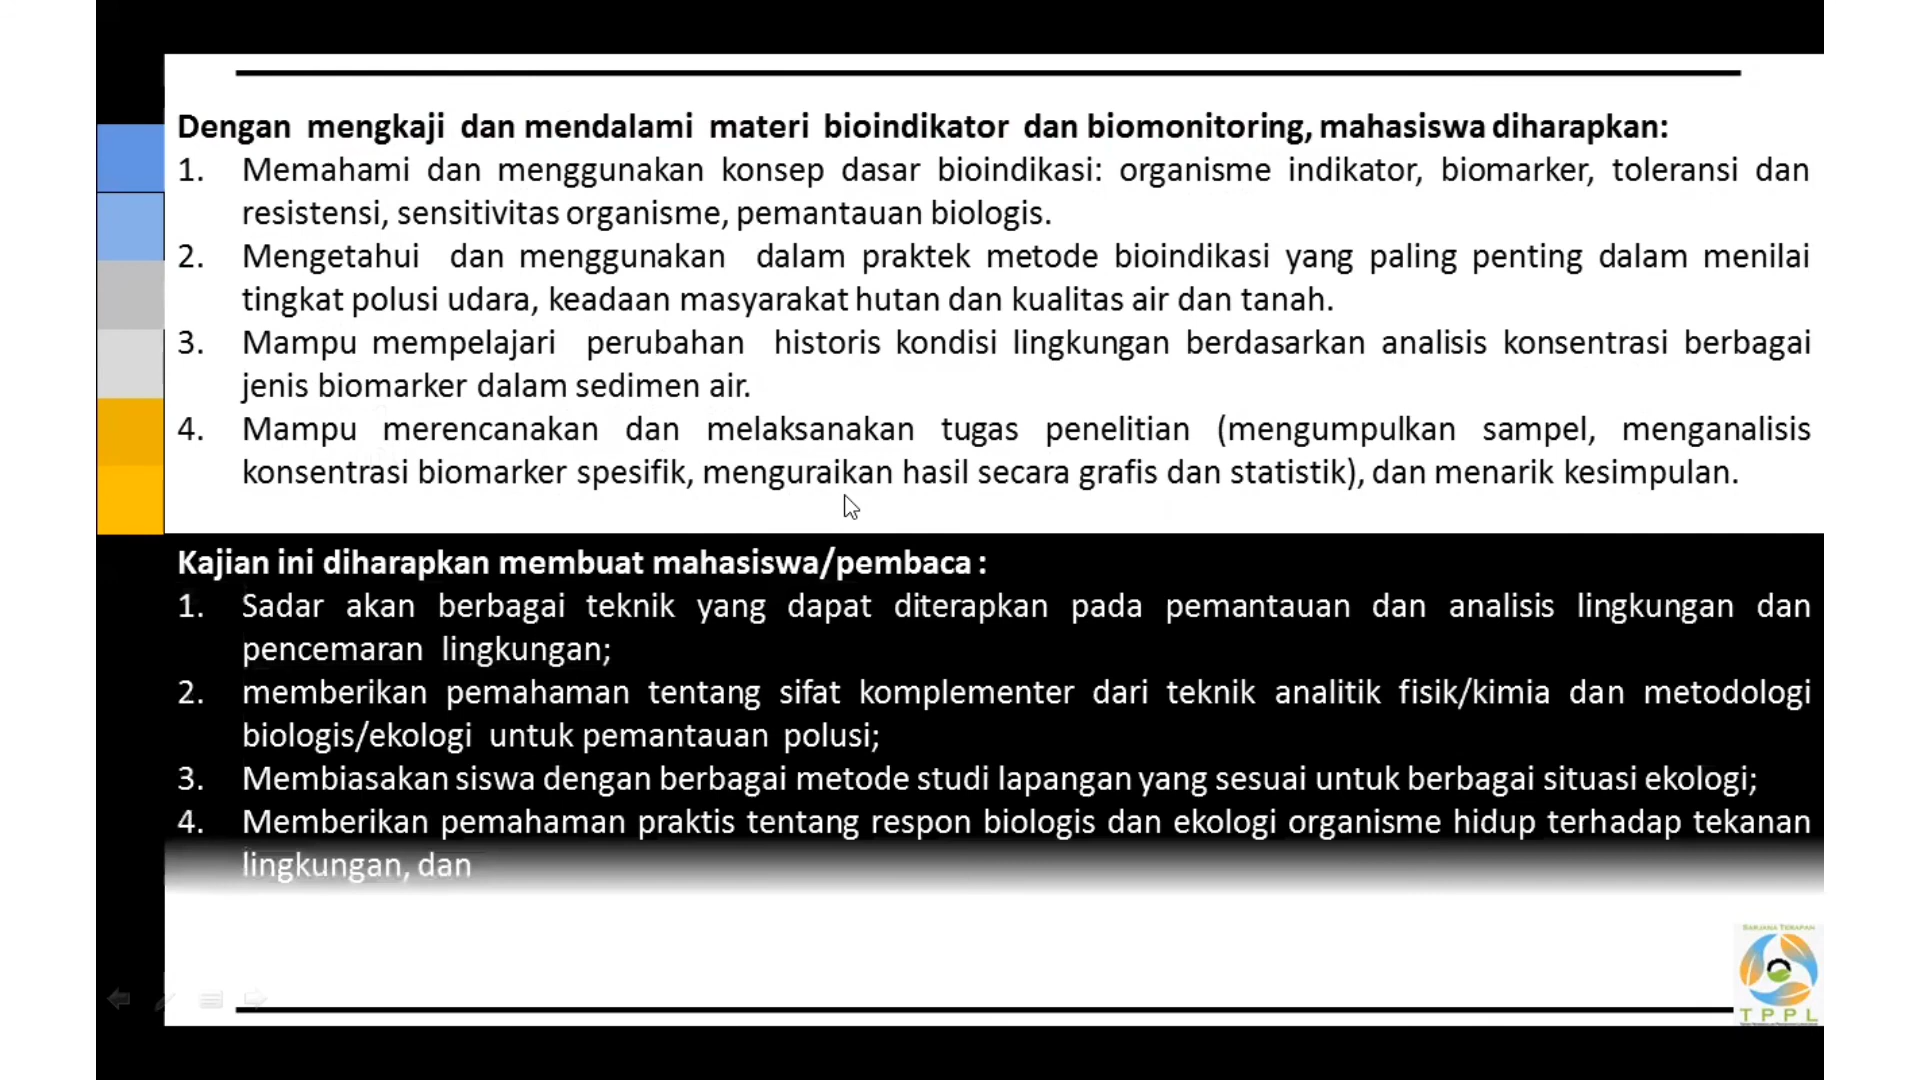 Dengan mengkaji dan mendalami materi bioindikator dan biomonitoring, mahasiswa diharapkan:
1. Memahami dan menggunakan konsep dasar bioindikasi: organisme indikator, biomarker, toleransi dan
resistensi, sensitivitas organisme, pemantauan biologis.
2. Mengetahui dan menggunakan dalam praktek metode bioindikasi yang paling penting dalam menilai
tingkat polusi udara, keadaan masyarakat hutan dan kualitas air dan tanah.
3. Mampu mempelajari perubahan historis kondisi lingkungan berdasarkan analisis konsentrasi berbagai
jenis biomarker dalam sedimen air.
4. Mampu merencanakan dan melaksanakan tugas penelitian (mengumpulkan sampel, menganalisis
konsentrasi biomarker spesifik, menguraikan hasil secara grafis dan statistik), dan menarik kesimpulan.
Kajian ini diharapkan membuat mahasiswa/pembaca :
1. Sadar akan berbagai teknik yang dapat diterapkan pada pemantauan dan analisis lingkungan dan
pencemaran lingkungan;
2. memberikan pemahaman tentang sifat komplementer dari teknik analitik fisik/kimia dan metodologi
biologis/ekologi untuk pemantauan polusi;
3. Membiasakan siswa dengan berbagai metode studi lapangan yang sesuai untuk berbagai situasi ekologi;
4. Memberikan pemahaman praktis tentang respon biologis dan ekologi organisme hidup terhadap tekanan
lingkungan, dan
SARJANA TERAPAN
TPPL